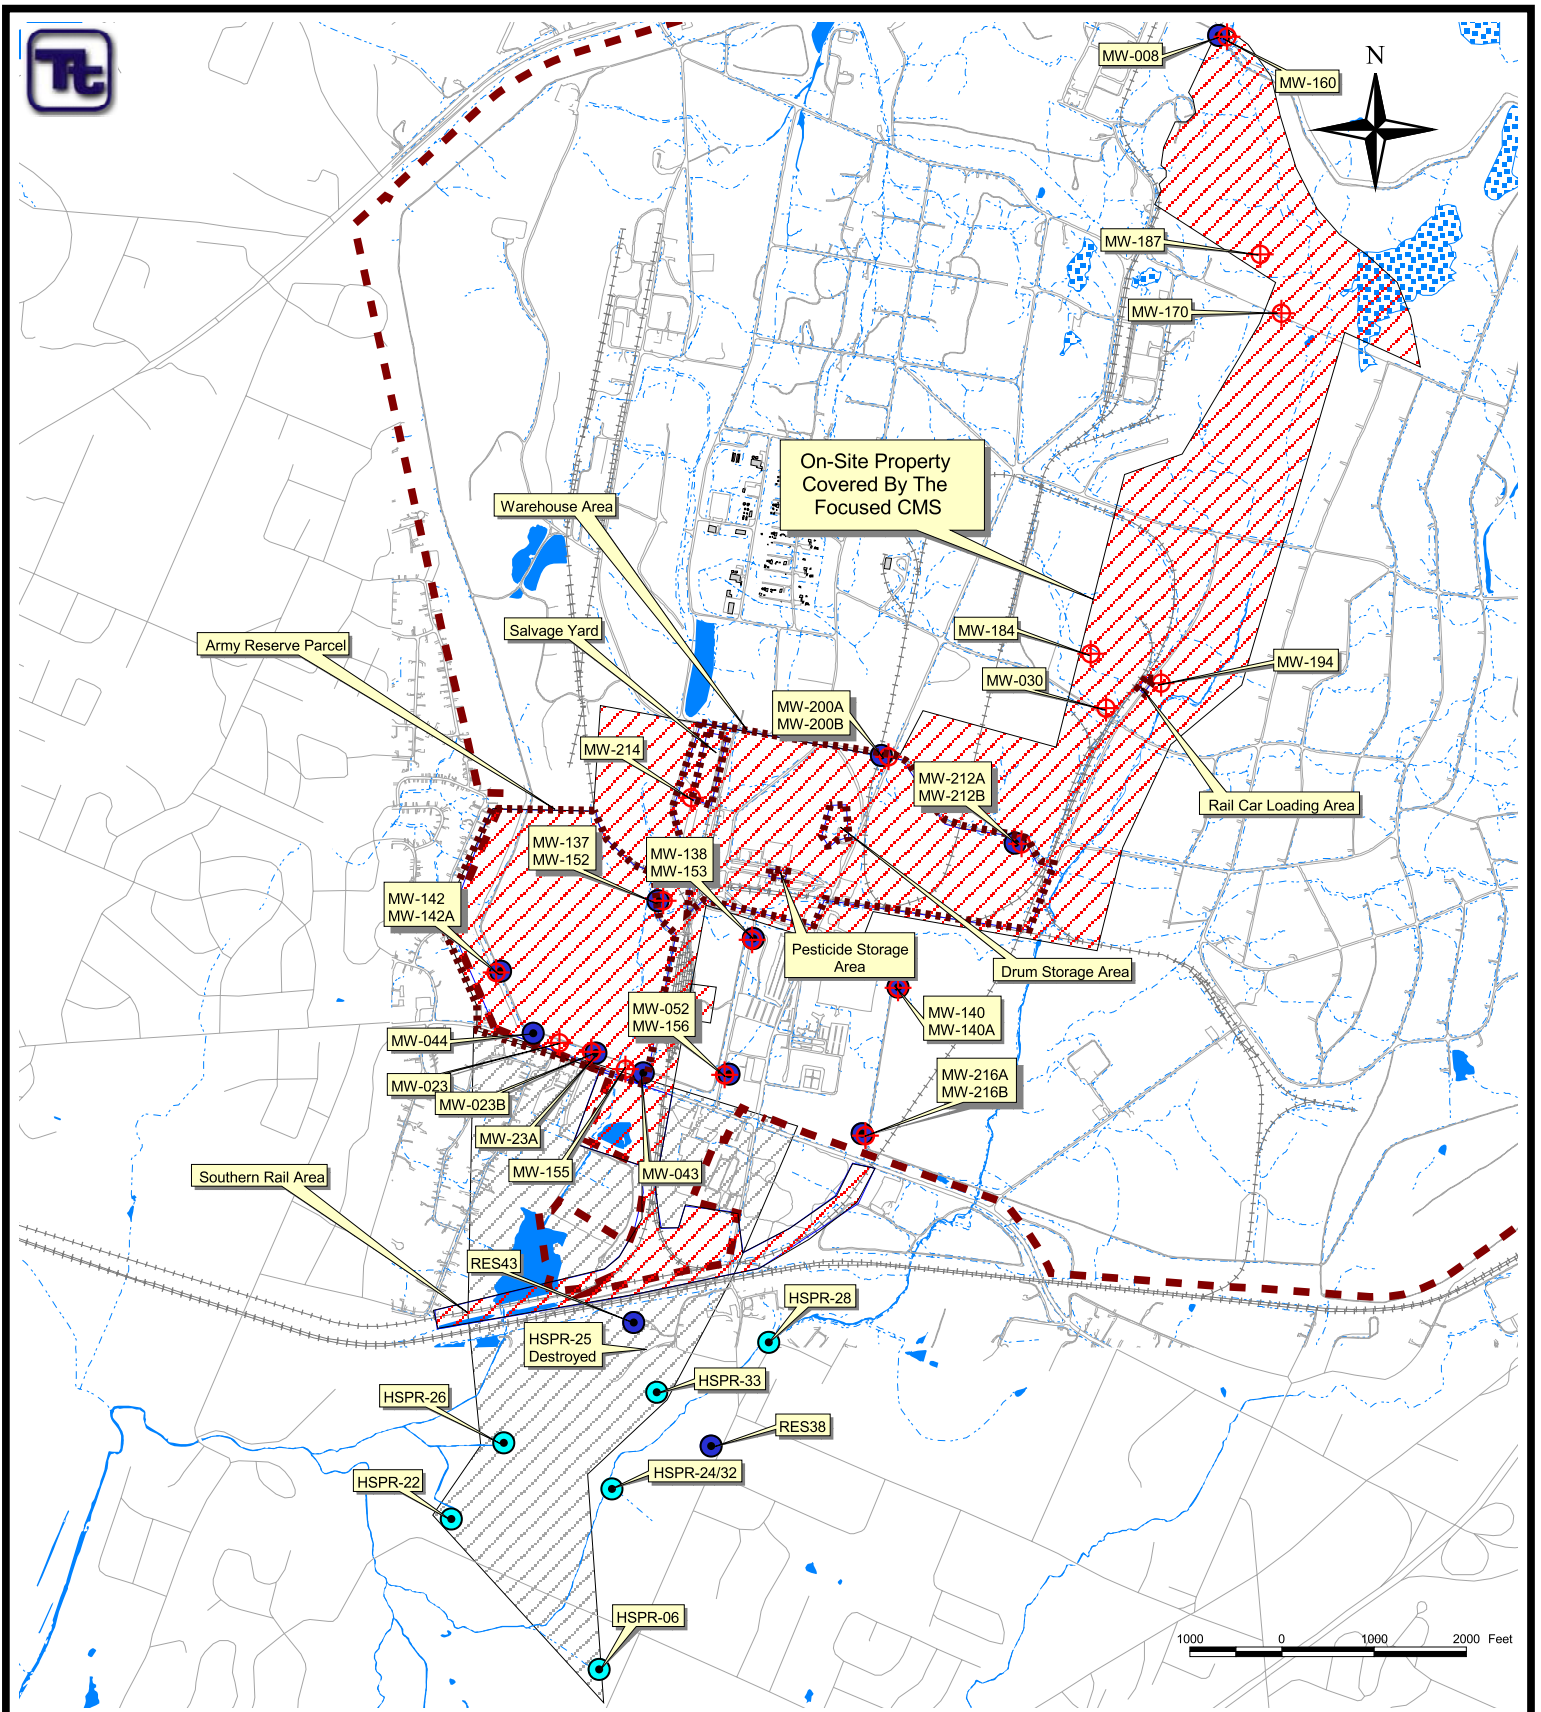 Tt
MW-008
N
MW-160
MW-187
MW-170
On-Site Property
Covered By The
Focused CMS
Warehouse Area
Salvage Yard
MW-184
Army Reserve Parcel
MW-194
MW-030
MW-200A
MW-200B
MW-214
MW-212A
MW-212B
Rail Car Loading Area
MW-137
MW-152
MW-138
MW-153
MW-142
MW-142A
Pesticide Storage
Area
Drum Storage Area
MW-052
MW-156
MW-140
MW-140A
MW-044
MW-023
MW-023B
MW-216A
MW-216B
MW-23A
MW-155
MW-043
Southern Rail Area
RES43
HSPR-28
HSPR-25
Destroyed
HSPR-33
HSPR-26
RES38
HSPR-24/32
HSPR-22
HSPR-06
1000 0 1000 2000 Feet